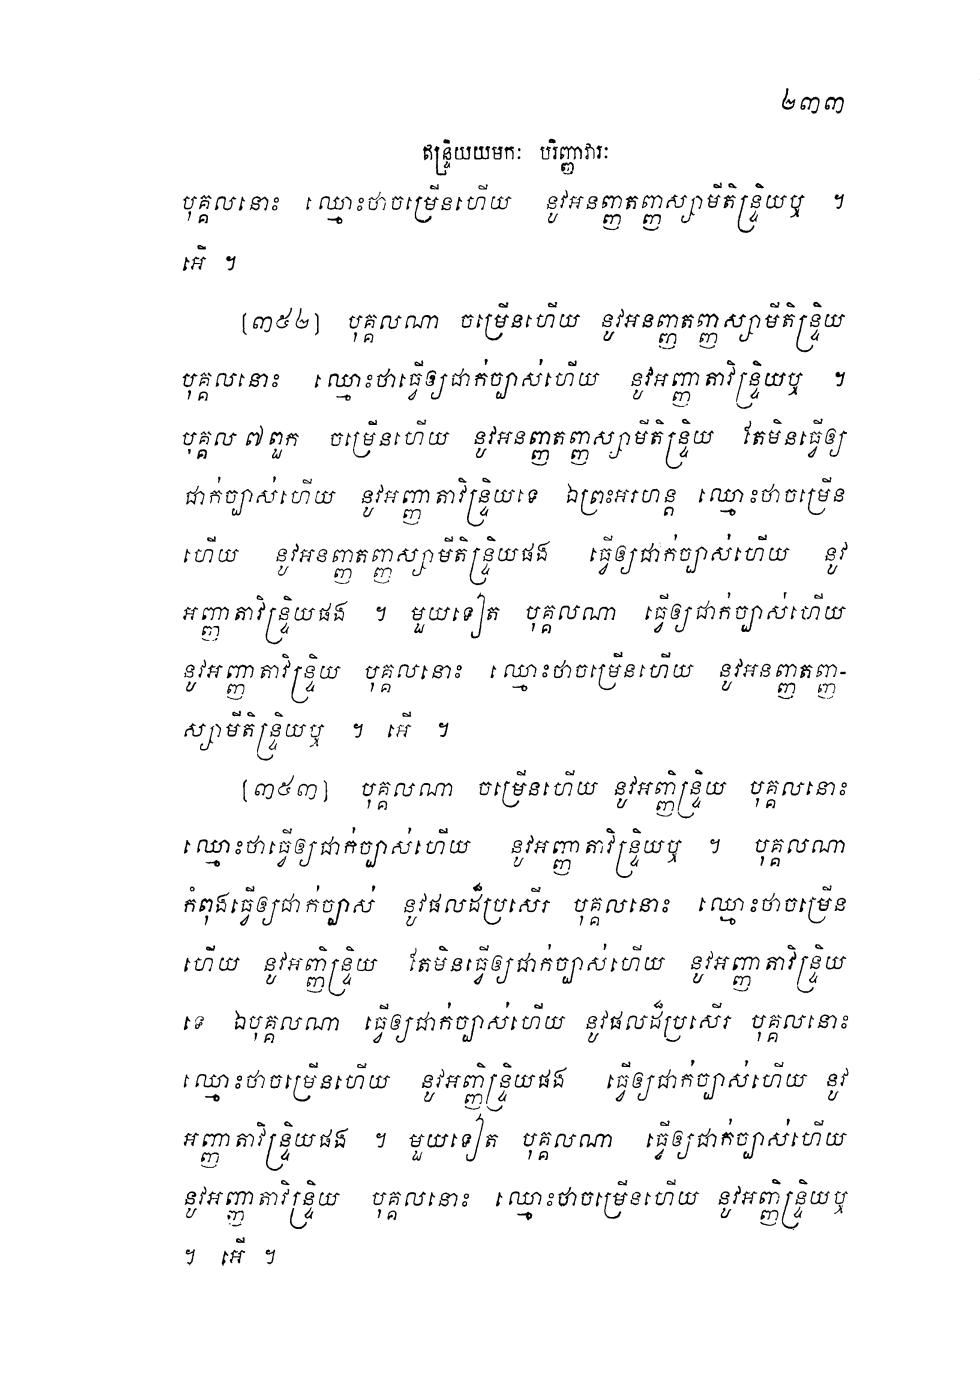 ២៣៣
ឥន្ទ្រិយយមកៈ បរិញ្ញាវារៈ
បុគ្គលនោះ ឈ្មោះថាចម្រើនហើយ នូវអនញ្ញាតញ្ញស្សាមីតិន្ទ្រិយឬ ។
អើ ។
[៣៥២] បុគ្គលណា ចម្រើនហើយ នូវអនញ្ញាតញ្ញស្សាមីតិន្ទ្រិយ
បុគ្គលនោះ ឈ្មោះថាធ្វើឲ្យជាក់ច្បាស់ហើយ នូវអញ្ញាតាវិន្ទ្រិយឬ ។
បុគ្គល ៧ ពួក ចម្រើនហើយ នូវអនញ្ញាតញ្ញស្សាមីតិន្ទ្រិយ តែមិនធ្វើឲ្យ
ជាក់ច្បាស់ហើយ នូវអញ្ញាតាវិន្ទ្រិយទេ ឯព្រះអរហន្ត ឈ្មោះថាចម្រើន
ហើយ នូវអនញ្ញាតញ្ញស្សាមីតិន្ទ្រិយផង ធ្វើឲ្យជាក់ច្បាស់ហើយ នូវ
អញ្ញាតាវិន្ទ្រិយផង ។ មួយទៀត បុគ្គលណា ធ្វើឲ្យជាក់ច្បាស់ហើយ
នូវអញ្ញាតាវិន្ទ្រិយ បុគ្គលនោះ ឈ្មោះថាចម្រើនហើយ នូវអនញ្ញាតញ្ញ-
ស្សាមីតិន្ទ្រិយឬ ។ អើ ។
[៣៥៣] បុគ្គលណា ចម្រើនហើយ នូវអញ្ញិន្ទ្រិយ បុគ្គលនោះ
ឈ្មោះថាធ្វើឲ្យជាក់ច្បាស់ហើយ នូវអញ្ញាតាវិន្ទ្រិយឬ ។ បុគ្គលណា
កំពុងធ្វើឲ្យជាក់ច្បាស់ នូវផលដ៏ប្រសើរ បុគ្គលនោះ ឈ្មោះថាចម្រើន
ហើយ នូវអញ្ញិន្ទ្រិយ តែមិនធ្វើឲ្យជាក់ច្បាស់ហើយ នូវអញ្ញាតាវិន្ទ្រិយ
ទេ ឯបុគ្គលណា ធ្វើឲ្យជាក់ច្បាស់ហើយ នូវផលដ៏ប្រសើរ បុគ្គលនោះ
ឈ្មោះថាចម្រើនហើយ នូវអញ្ញិន្ទ្រិយផង ធ្វើឲ្យជាក់ច្បាស់ហើយ នូវ
អញ្ញាតាវិន្ទ្រិយផង ។ មួយទៀត បុគ្គលណា ធ្វើឲ្យជាក់ច្បាស់ហើយ
នូវអញ្ញាតាវិន្ទ្រិយ បុគ្គលនោះ ឈ្មោះថាចម្រើនហើយ នូវអញ្ញិន្ទ្រិយឬ
។ អើ ។